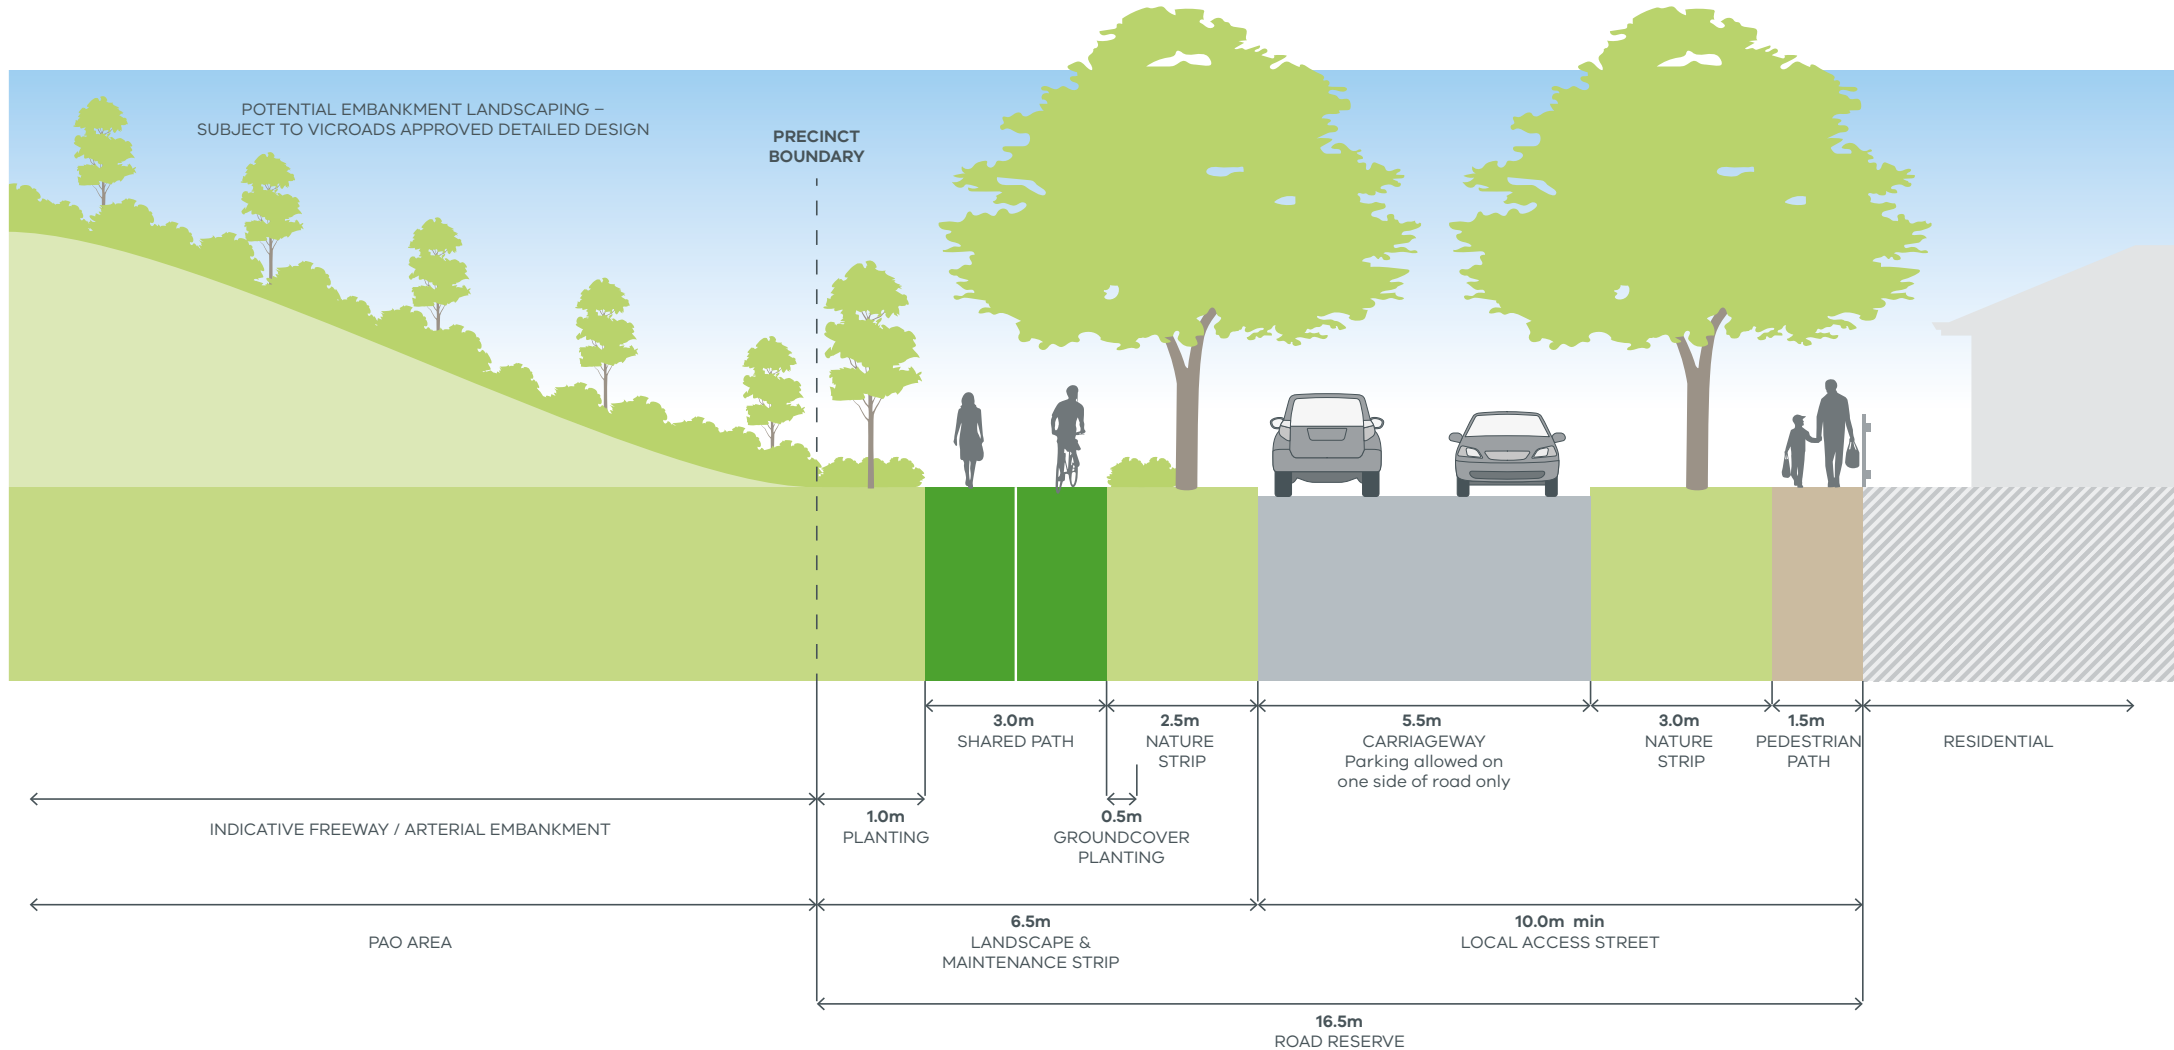 POTENTIAL EMBANKMENT LANDSCAPING –
SUBJECT TO VICROADS APPROVED DETAILED DESIGN
PRECINCT
BOUNDARY
3.0m
SHARED PATH
2.5m
NATURE
STRIP
5.5m
CARRIAGEWAY
Parking allowed on
one side of road only
3.0m
NATURE
STRIP
1.5m
PEDESTRIAN
PATH
RESIDENTIAL
INDICATIVE FREEWAY / ARTERIAL EMBANKMENT
1.0m
PLANTING
0.5m
GROUNDCOVER
PLANTING
PAO AREA
6.5m
LANDSCAPE &
MAINTENANCE STRIP
10.0m min
LOCAL ACCESS STREET
16.5m
ROAD RESERVE